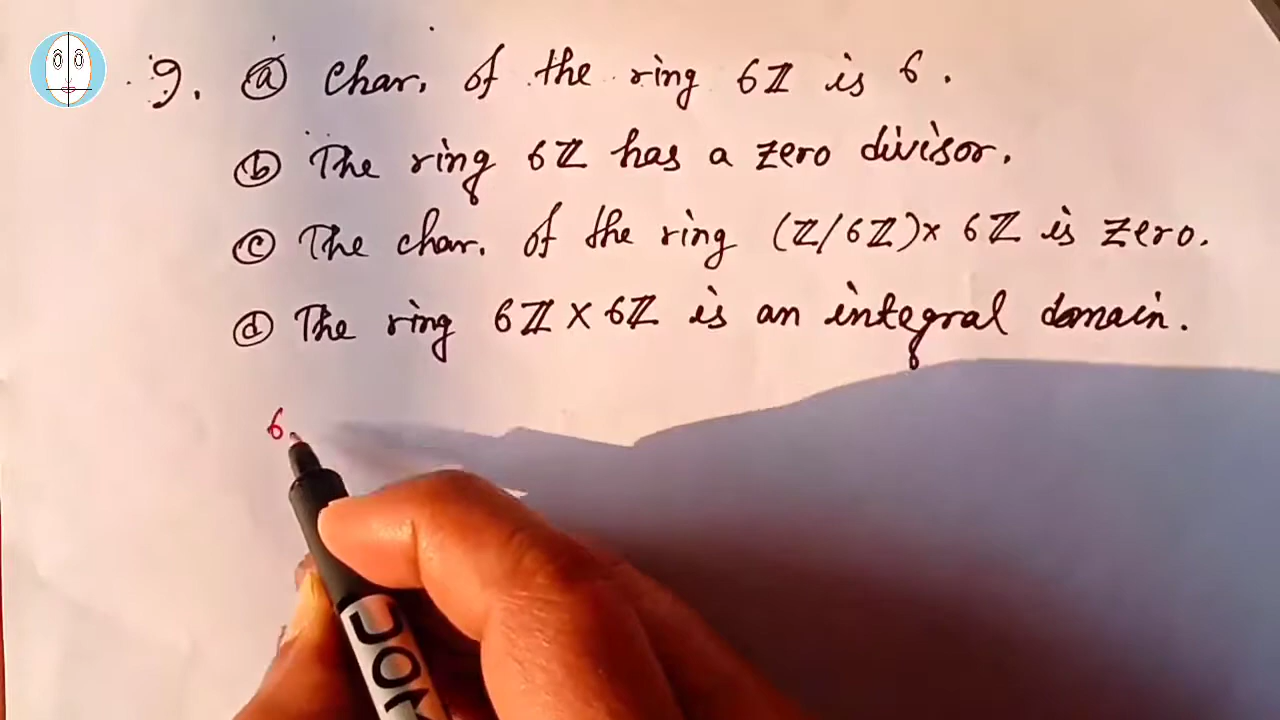 9. ⓐ Char. of the ring 6ℤ is 6.
ⓑ The ring 6ℤ has a zero divisor.
ⓒ The char. of the ring (ℤ/6ℤ)× 6ℤ is zero.
ⓓ The ring 6ℤ × 6ℤ is an integral domain.
6